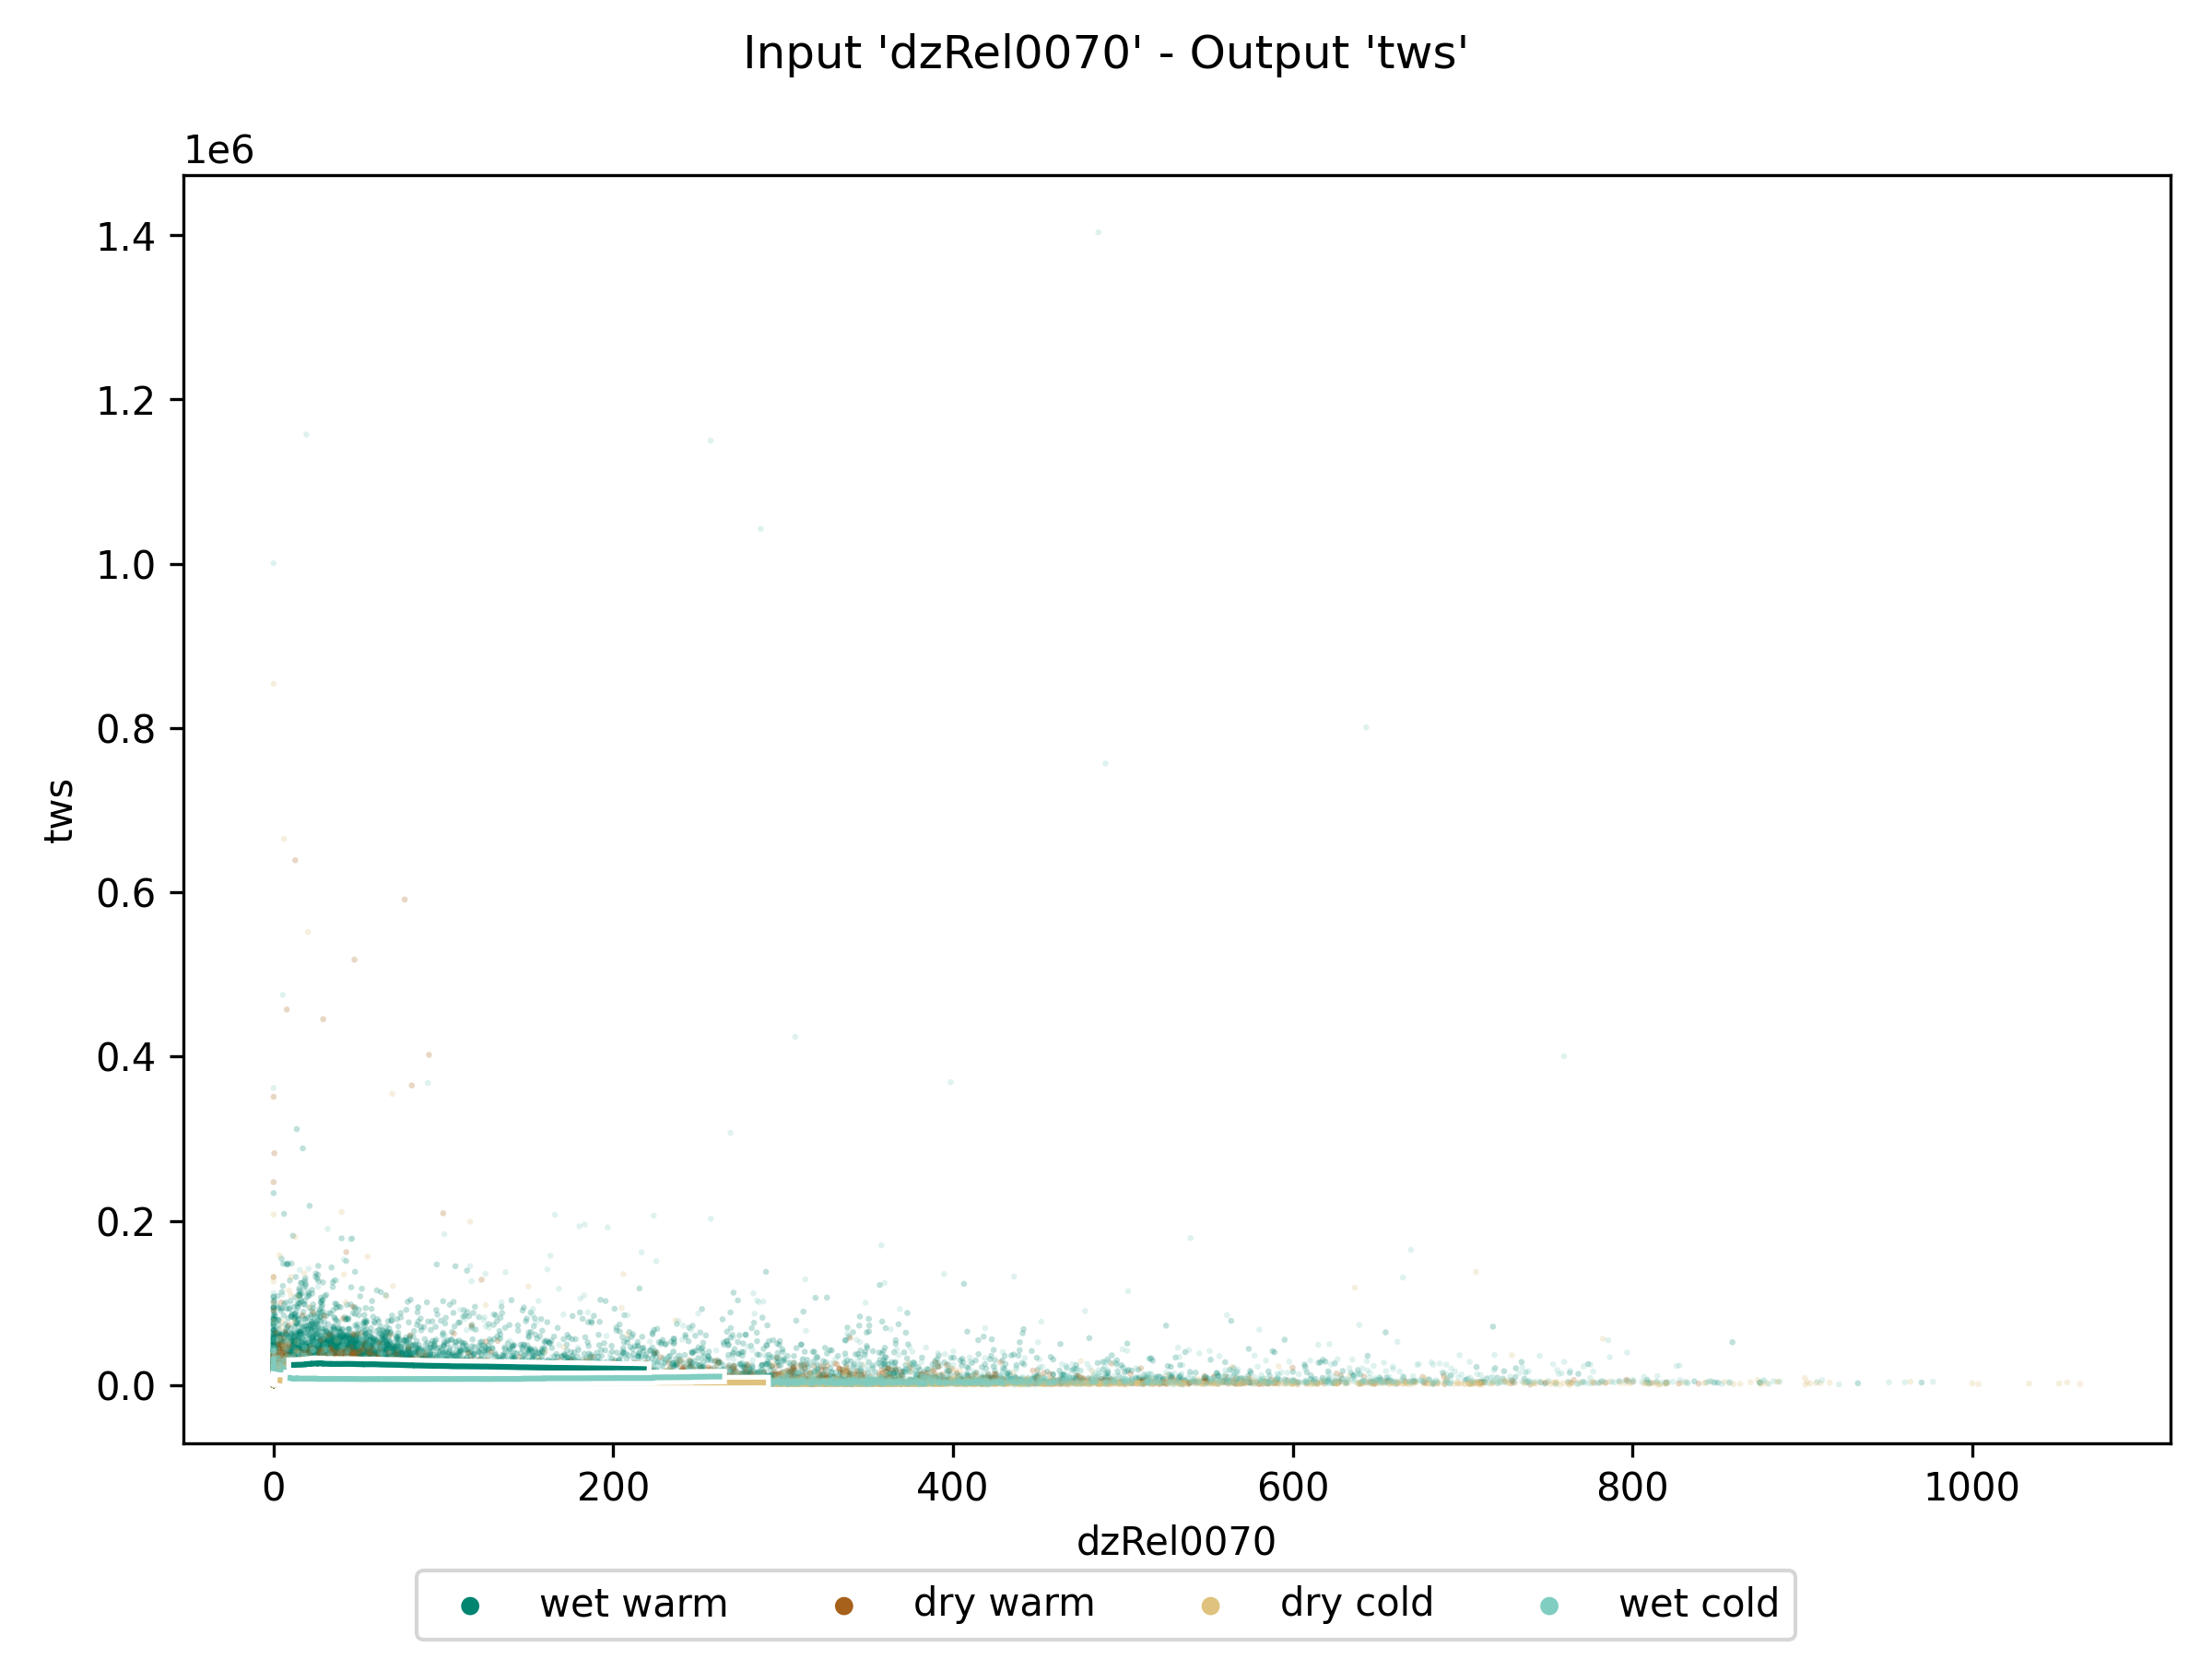 Input 'dzRel0070' - Output 'tws'
1e6
1.4
1.2
1.0
0.8
0.6
0.4
0.2
0.0
tws
0 200 400 600 800 1000
dzRel0070
wet warm dry warm dry cold wet cold